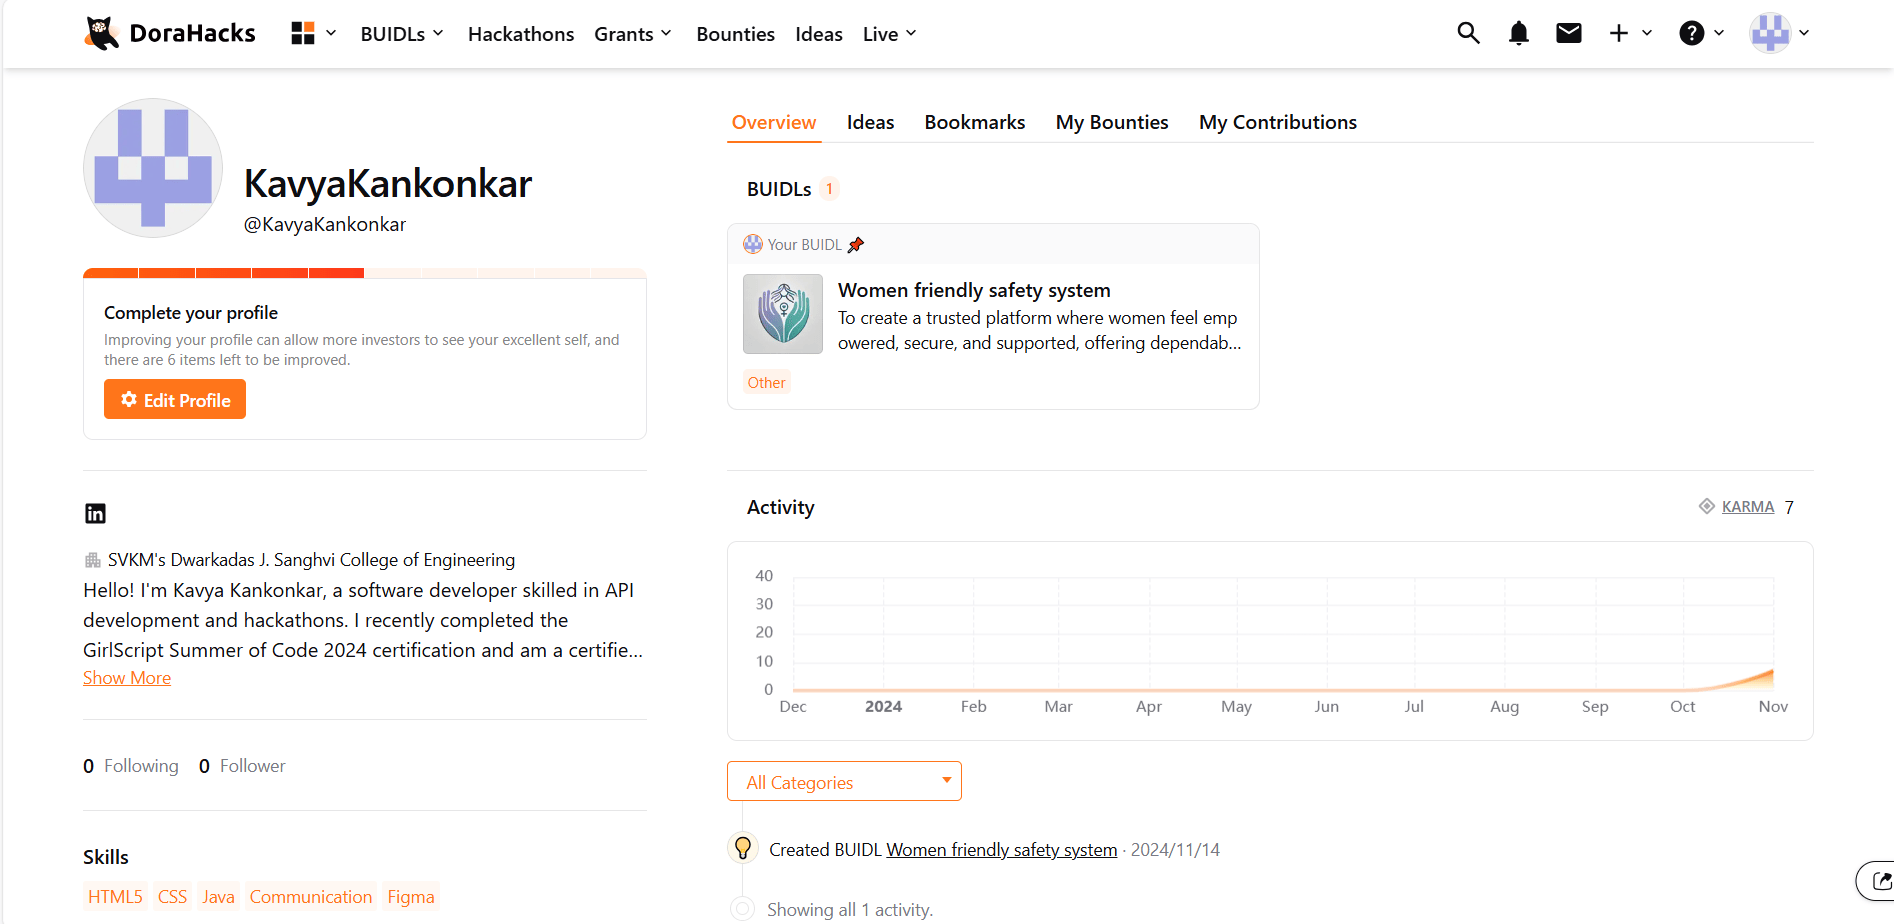 DoraHacks
BUIDLs
Hackathons
Grants
Bounties
Ideas
Live
KavyaKankonkar
@KavyaKankonkar
Complete your profile
Improving your profile can allow more investors to see your excellent self, and
there are 6 items left to be improved.
Edit Profile
SVKM's Dwarkadas J. Sanghvi College of Engineering
Hello! I'm Kavya Kankonkar, a software developer skilled in API
development and hackathons. I recently completed the
GirlScript Summer of Code 2024 certification and am a certifie...
Show More
0 Following 0 Follower
Skills
HTML5 CSS Java Communication Figma
Overview
Ideas
Bookmarks
My Bounties
My Contributions
BUIDLs 1
Your BUIDL
Women friendly safety system
To create a trusted platform where women feel emp
owered, secure, and supported, offering dependab...
Other
Activity
KARMA 7
40
30
20
10
0
Dec 2024 Feb Mar Apr May Jun Jul Aug Sep Oct Nov
All Categories
Created BUIDL Women friendly safety system · 2024/11/14
Showing all 1 activity.